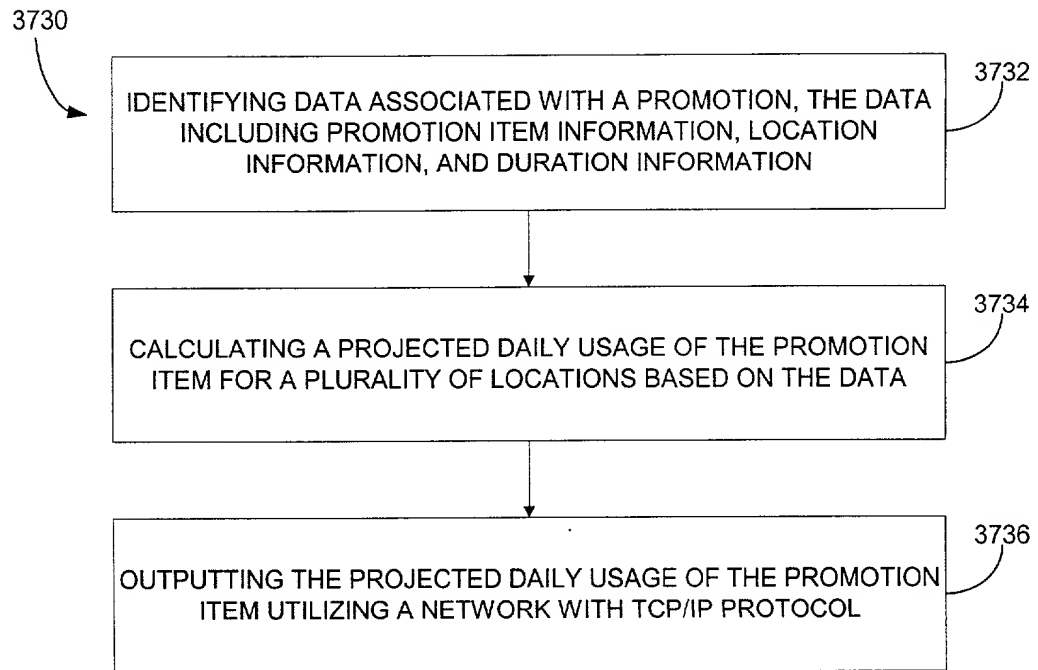 3730
3732
IDENTIFYING DATA ASSOCIATED WITH A PROMOTION, THE DATA
INCLUDING PROMOTION ITEM INFORMATION, LOCATION
INFORMATION, AND DURATION INFORMATION
3734
CALCULATING A PROJECTED DAILY USAGE OF THE PROMOTION
ITEM FOR A PLURALITY OF LOCATIONS BASED ON THE DATA
3736
OUTPUTTING THE PROJECTED DAILY USAGE OF THE PROMOTION
ITEM UTILIZING A NETWORK WITH TCP/IP PROTOCOL